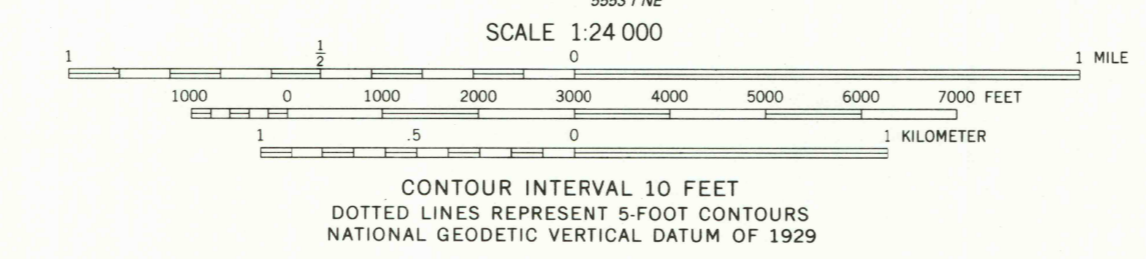 SCALE 1:24 000
1 1/2 0 1 MILE
1000 0 1000 2000 3000 4000 5000 6000 7000 FEET
1 .5 0 1 KILOMETER
CONTOUR INTERVAL 10 FEET
DOTTED LINES REPRESENT 5-FOOT CONTOURS
NATIONAL GEODETIC VERTICAL DATUM OF 1929